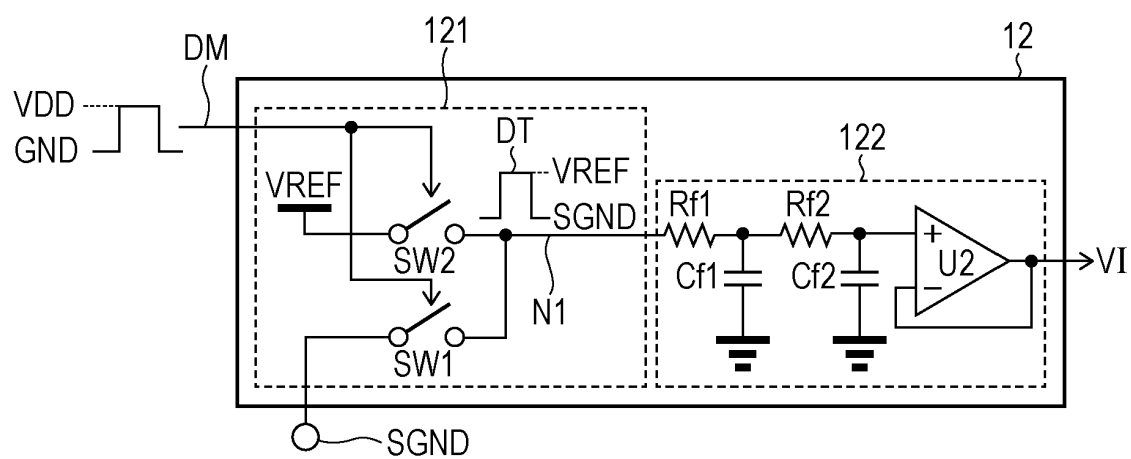 121
12
DM
VDD
GND
DT
VREF
VREF
SGND
122
Rf1
Rf2
SW2
Cf1
Cf2
+
U2
−
VI
N1
SW1
SGND